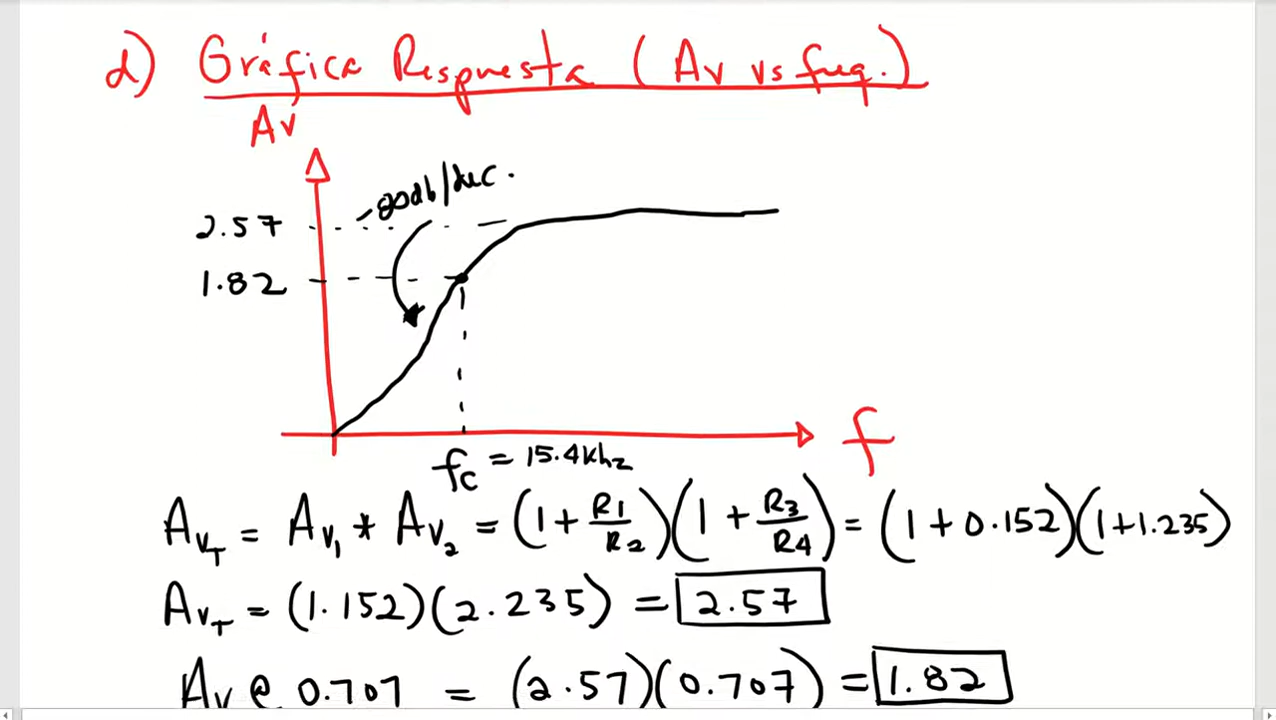 d) Gráfica Respuesta (Av vs freq.)
Av
-80db/dec.
2.57
1.82
f
fc = 15.4khz
AvT = Av1 * Av2 = (1 + R1/R2)(1 + R3/R4) = (1+0.152)(1+1.235)
AvT = (1.152)(2.235) = 2.57
Av @ 0.707 = (2.57)(0.707) = 1.82